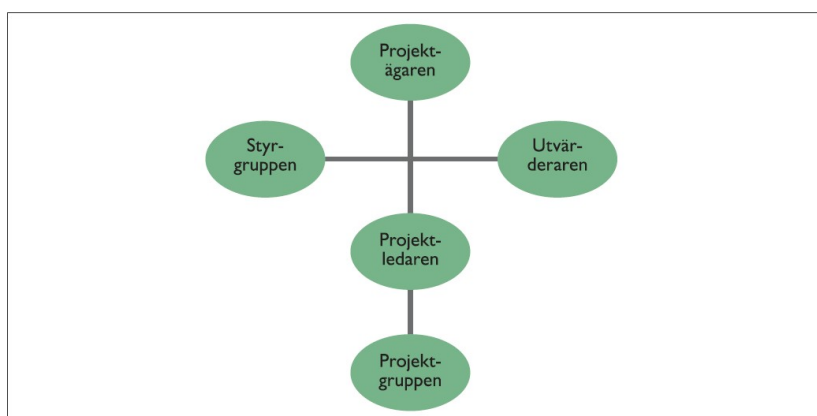 Projekt-
ägaren
Styr-
gruppen
Utvär-
deraren
Projekt-
ledaren
Projekt-
gruppen